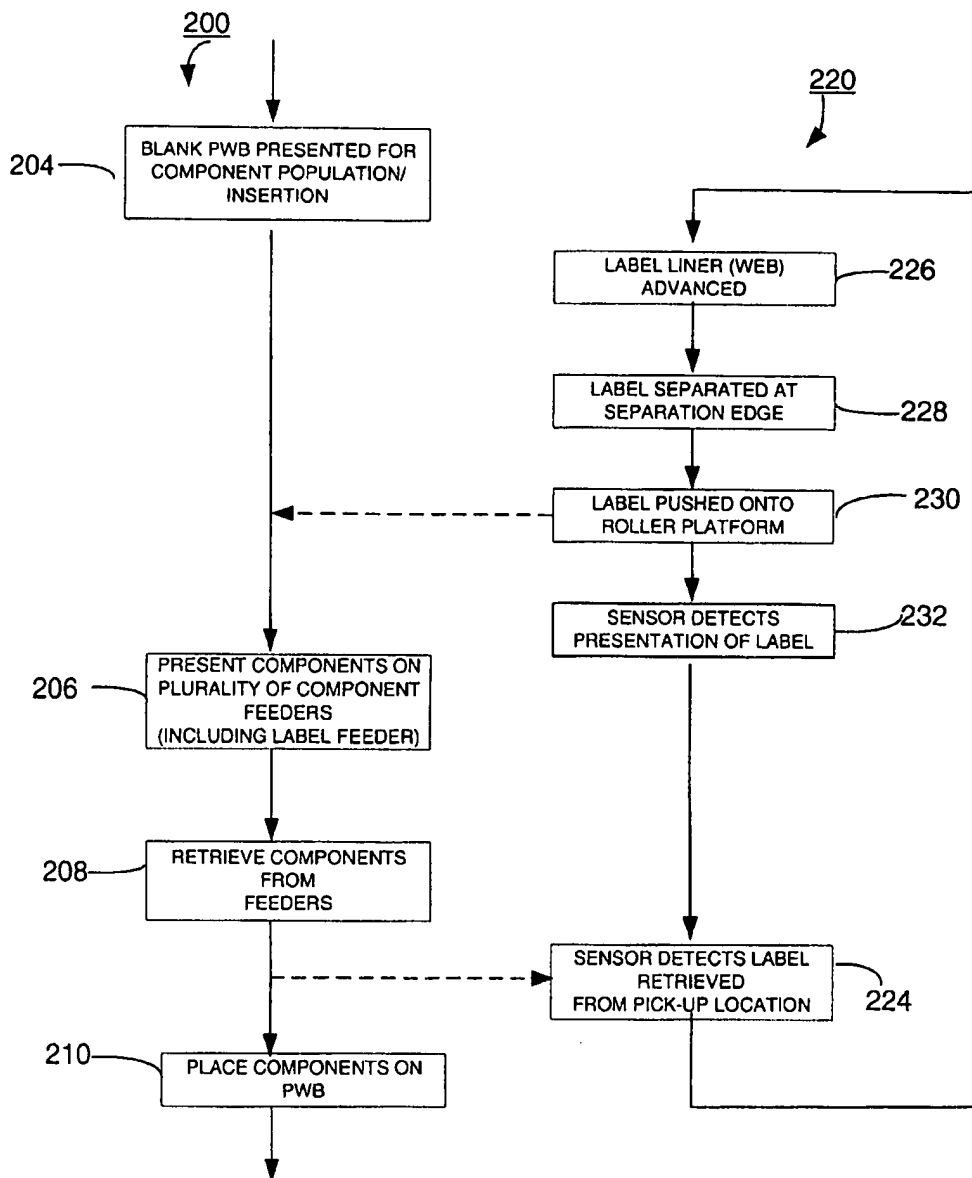 200
204
BLANK PWB PRESENTED FOR
COMPONENT POPULATION/
INSERTION
206
PRESENT COMPONENTS ON
PLURALITY OF COMPONENT
FEEDERS
(INCLUDING LABEL FEEDER)
208
RETRIEVE COMPONENTS
FROM
FEEDERS
210
PLACE COMPONENTS ON
PWB
220
LABEL LINER (WEB)
ADVANCED
226
LABEL SEPARATED AT
SEPARATION EDGE
228
LABEL PUSHED ONTO
ROLLER PLATFORM
230
SENSOR DETECTS
PRESENTATION OF LABEL
232
SENSOR DETECTS LABEL
RETRIEVED
FROM PICK-UP LOCATION
224